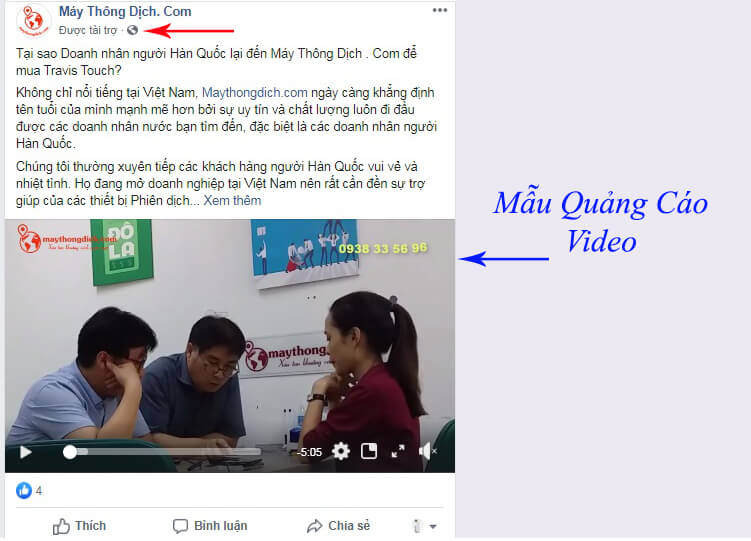 Máy Thông Dịch. Com
Được tài trợ ·
Tại sao Doanh nhân người Hàn Quốc lại đến Máy Thông Dịch . Com để
mua Travis Touch?
Không chỉ nổi tiếng tại Việt Nam, Maythongdich.com ngày càng khẳng định
tên tuổi của mình mạnh mẽ hơn bởi sự uy tín và chất lượng luôn đi đầu
được các doanh nhân nước bạn tìm đến, đặc biệt là các doanh nhân người
Hàn Quốc.
Chúng tôi thường xuyên tiếp các khách hàng người Hàn Quốc vui vẻ và
nhiệt tình. Họ đang mở doanh nghiệp tại Việt Nam nên rất cần đến sự trợ
giúp của các thiết bị Phiên dịch... Xem thêm
Mẫu Quảng Cáo
Video
maythongdich.com
ĐÔ
LA
$$$
0938 33 56 96
maythong
Xóa tan khoảng
-5:05
4
Thích
Bình luận
Chia sẻ